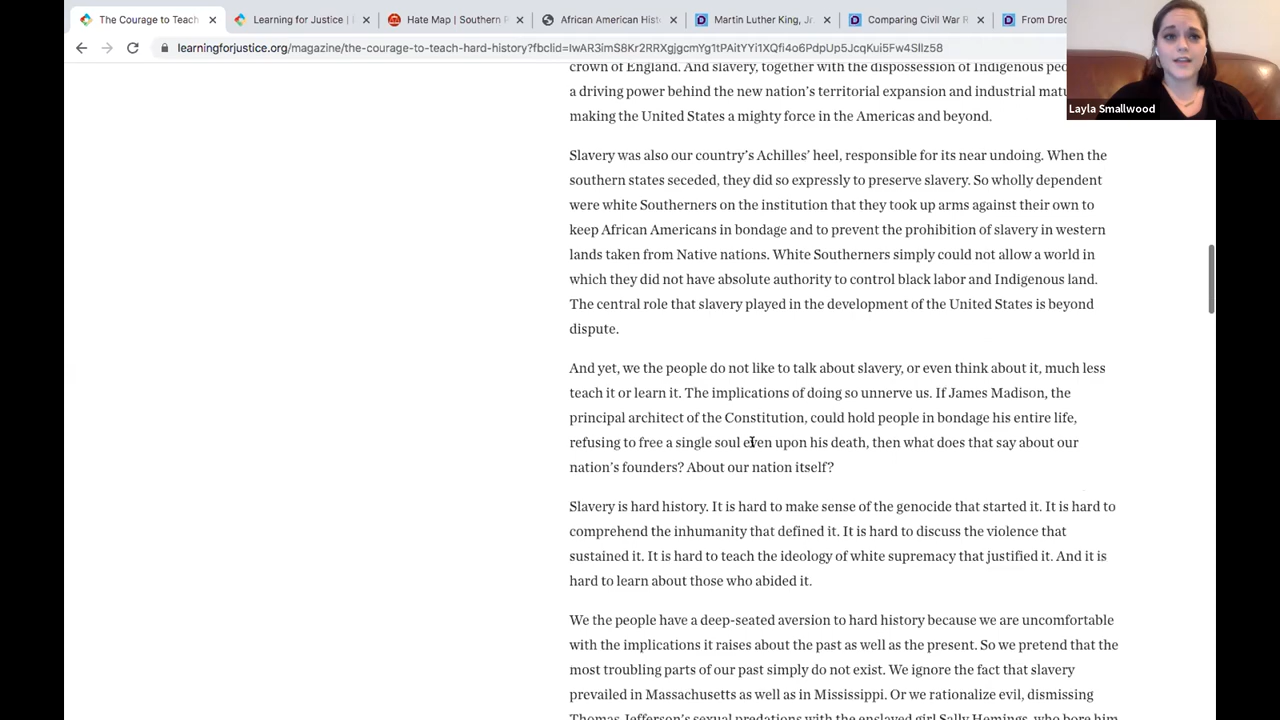 The Courage to Teach
Learning for Justice |
Hate Map | Southern P
African American Hist
Martin Luther King, Jr
Comparing Civil War R
From Dred
learningforjustice.org/magazine/the-courage-to-teach-hard-history?fbclid=IwAR3imS8Kr2RRXgjgcmYg1tPAitYYi1XQfi4o6PdpUp5JcqKui5Fw4SIlz58
Layla Smallwood
crown of England. And slavery, together with the dispossession of Indigenous
a driving power behind the new nation's territorial expansion and industrial
making the United States a mighty force in the Americas and beyond.
Slavery was also our country's Achilles' heel, responsible for its near undoing. When the
southern states seceded, they did so expressly to preserve slavery. So wholly dependent
were white Southerners on the institution that they took up arms against their own to
keep African Americans in bondage and to prevent the prohibition of slavery in western
lands taken from Native nations. White Southerners simply could not allow a world in
which they did not have absolute authority to control black labor and Indigenous land.
The central role that slavery played in the development of the United States is beyond
dispute.
And yet, we the people do not like to talk about slavery, or even think about it, much less
teach it or learn it. The implications of doing so unnerve us. If James Madison, the
principal architect of the Constitution, could hold people in bondage his entire life,
refusing to free a single soul even upon his death, then what does that say about our
nation's founders? About our nation itself?
Slavery is hard history. It is hard to make sense of the genocide that started it. It is hard to
comprehend the inhumanity that defined it. It is hard to discuss the violence that
sustained it. It is hard to teach the ideology of white supremacy that justified it. And it is
hard to learn about those who abided it.
We the people have a deep-seated aversion to hard history because we are uncomfortable
with the implications it raises about the past as well as the present. So we pretend that the
most troubling parts of our past simply do not exist. We ignore the fact that slavery
prevailed in Massachusetts as well as in Mississippi. Or we rationalize evil, dismissing
Thomas Jefferson's sexual predations with the enslaved girl Sally Hemings, who bore him